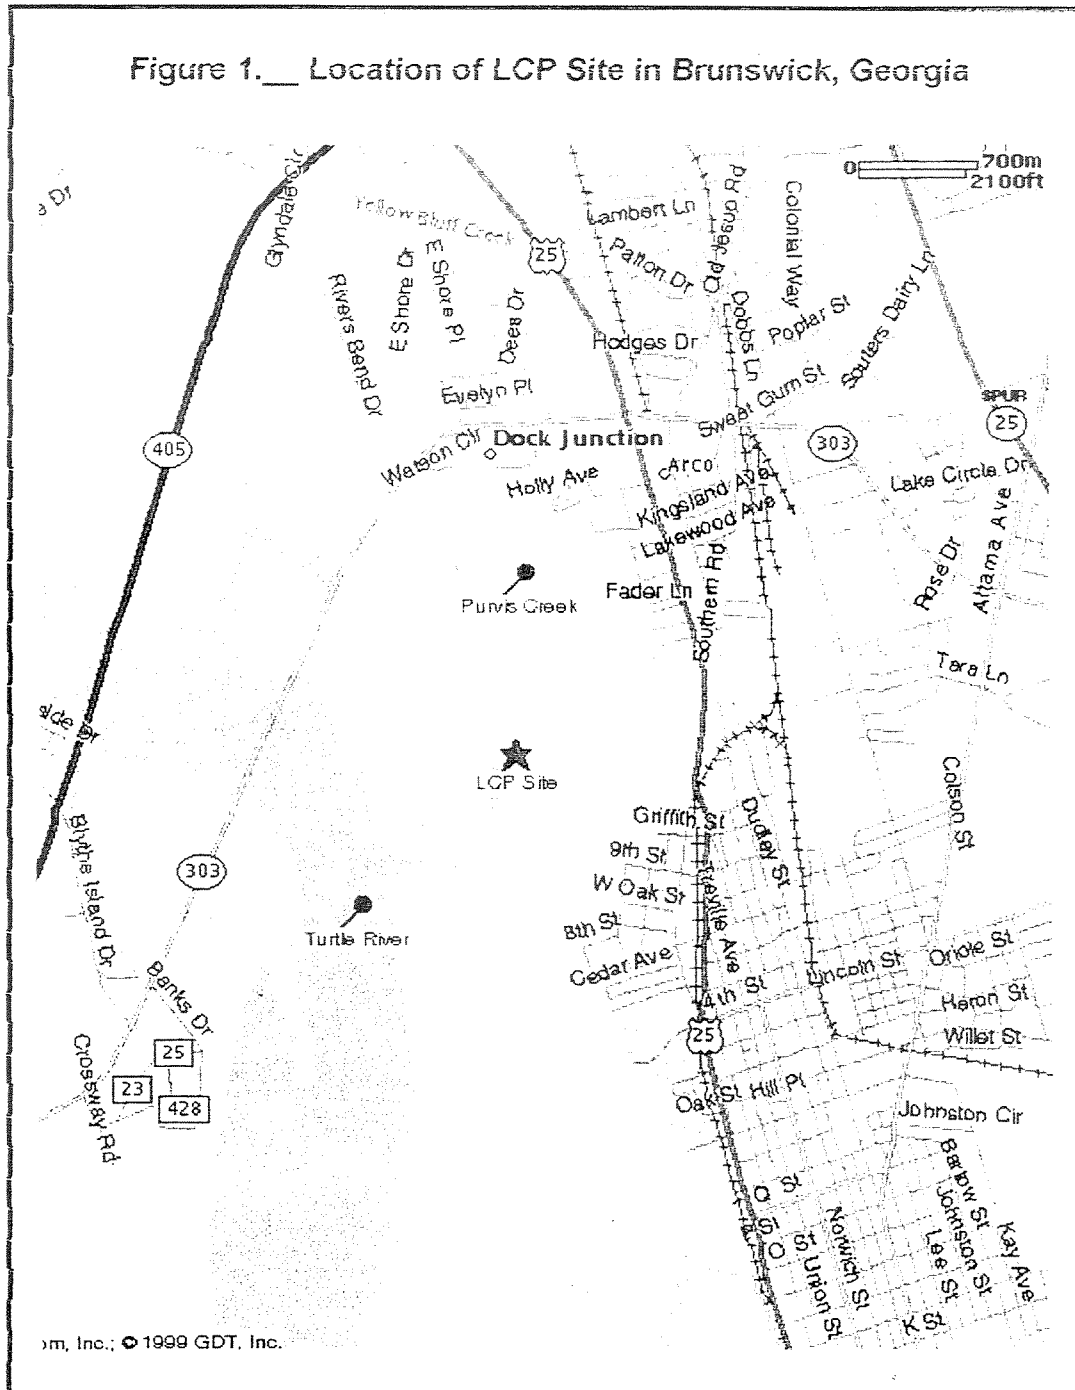 Figure 1.__ Location of LCP Site in Brunswick, Georgia
0 700m
2100ft
Glyndale Cir
Yellow Bluff Creek
Lambert Ln
Colonial Way
25
Patton Dr
E Shore Dr
E Shore Pl
Rivers Bend Dr
Dees Dr
Hodges Dr
Dobbs Ln
Poplar St
Souters Dairy Ln
Evelyn Pl
Sweet Gum St
SPUR
25
405
Watson Cir
Dock Junction
303
Holly Ave
Arco
Lake Circle Dr
Kingsland Ave
Lakewood Ave
Altama Ave
Rose Dr
Purvis Creek
Fader Ln
Southern Rd
Tara Ln
LCP Site
Colson St
Griffith St
Dudley St
Blythe Island Dr
9th St
303
W Oak St
Turtle River
8th St
Cedar Ave
Lincoln St
Oriole St
Banks Dr
4th St
Heron St
25
Willet St
25
Crossway Rd
23
428
Oak St Hill Pl
Johnston Cir
O St
Barlow St
Johnston St
Norwich St
Lee St
Kay Ave
Union St
K St
om, Inc.; © 1999 GDT, Inc.